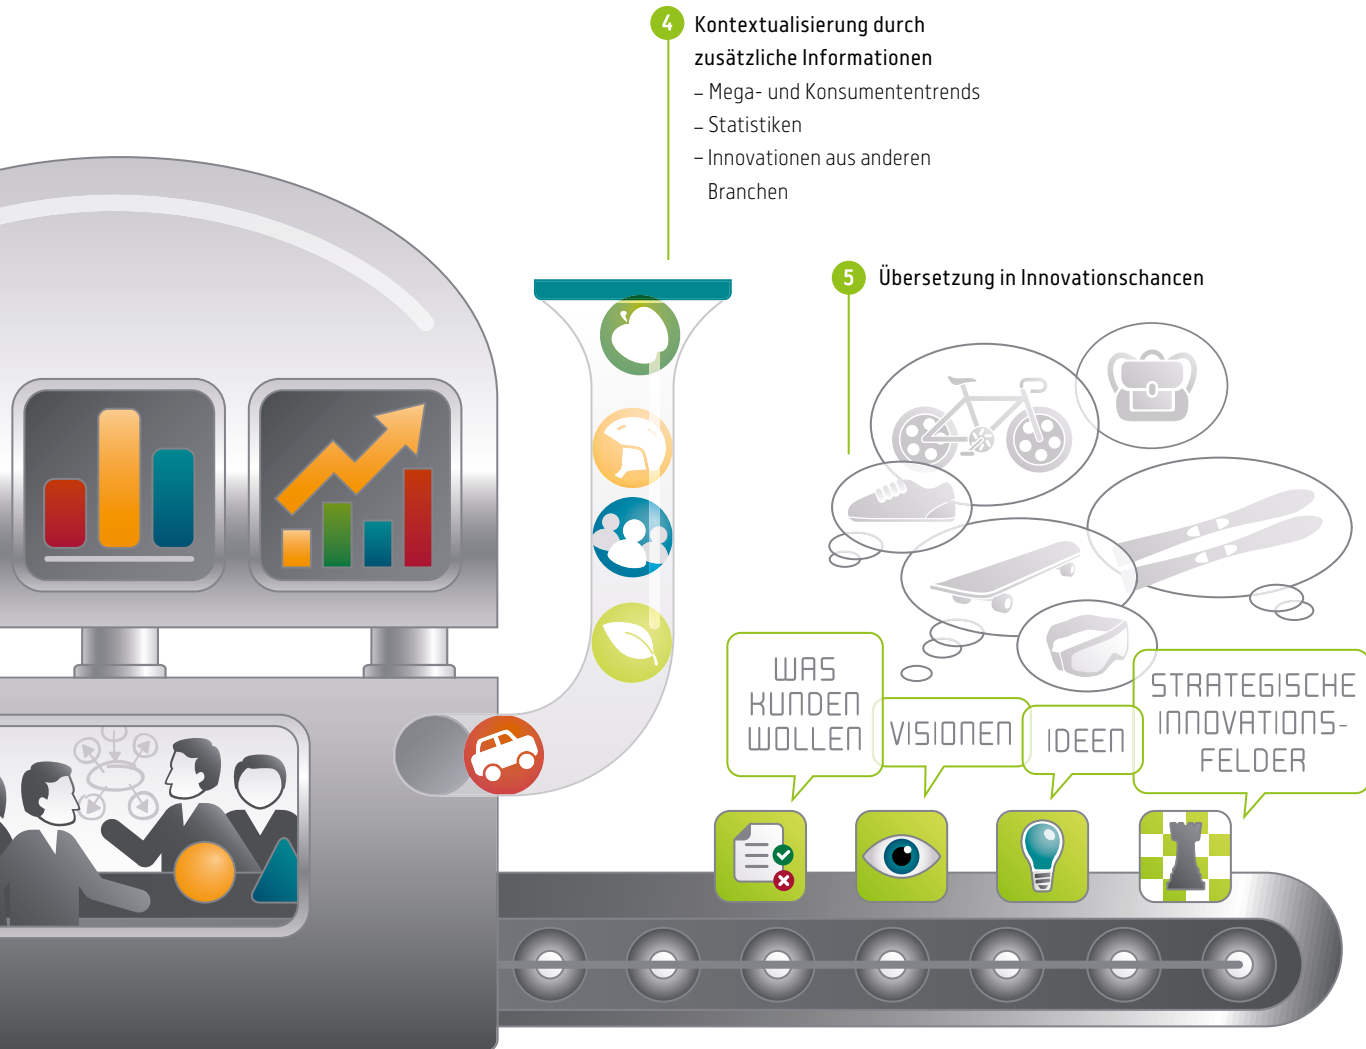 4 Kontextualisierung durch
zusätzliche Informationen
– Mega- und Konsumententrends
– Statistiken
– Innovationen aus anderen
Branchen
5 Übersetzung in Innovationschancen
WAS
KUNDEN
WOLLEN
VISIONEN
IDEEN
STRATEGISCHE
INNOVATIONS-
FELDER